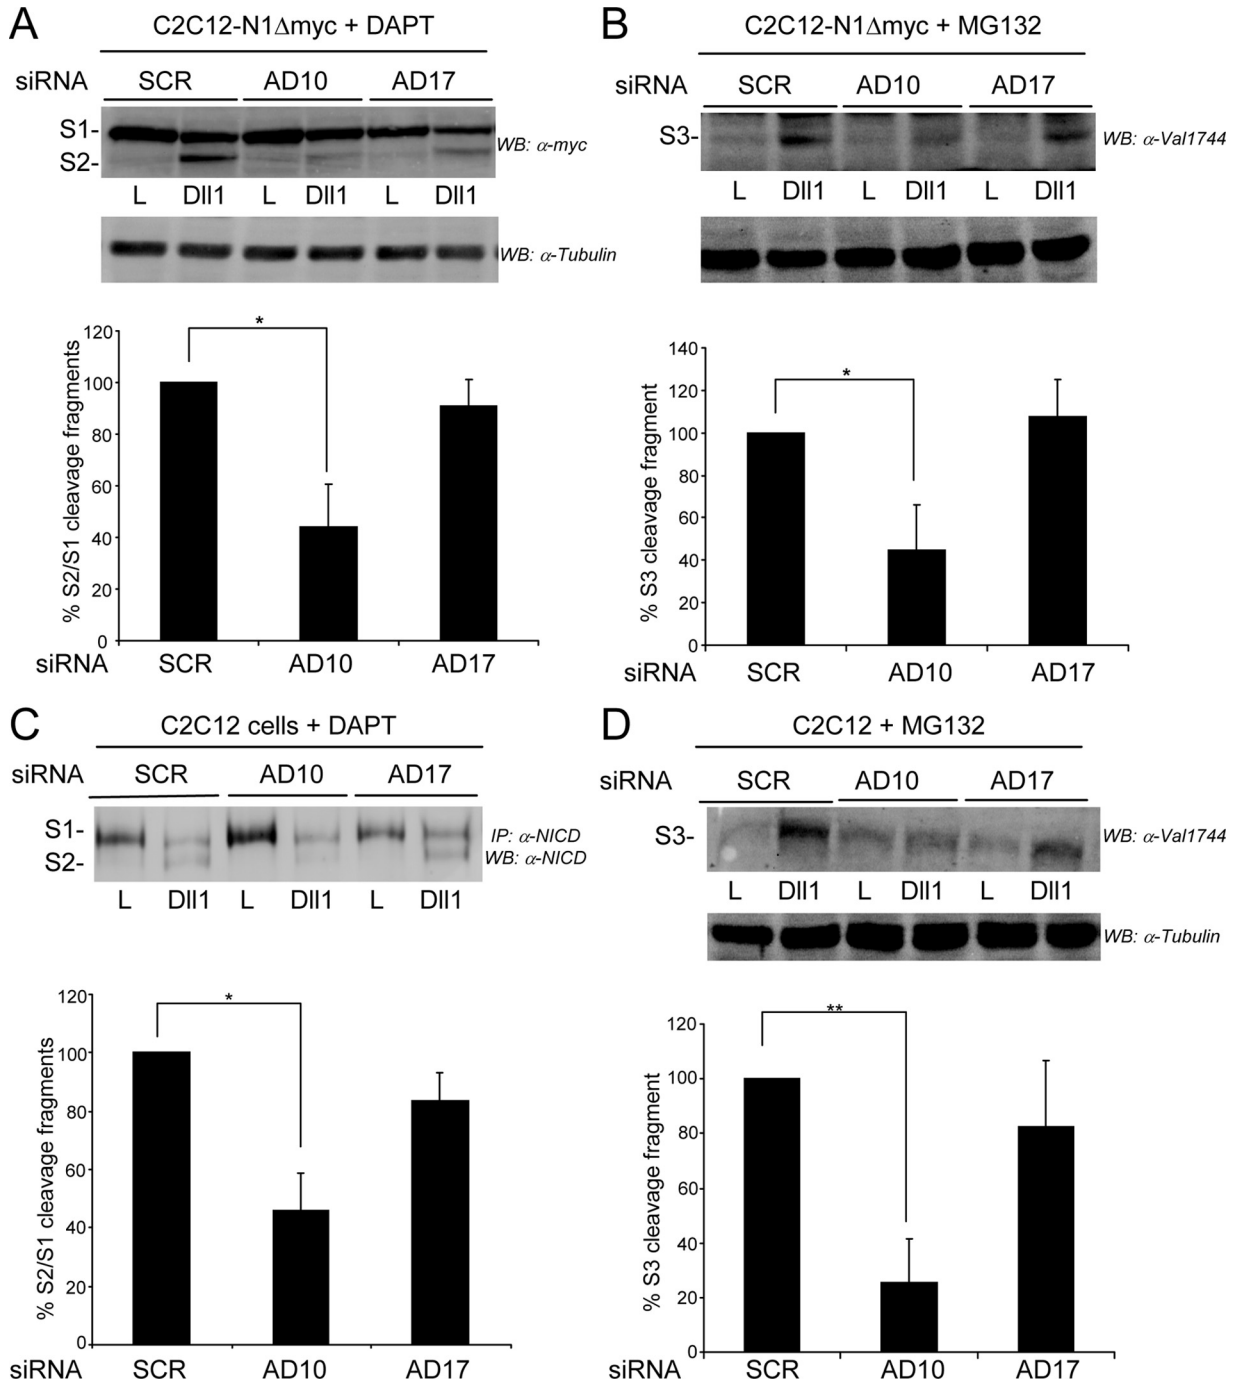 A
C2C12-N1Δmyc + DAPT
siRNA SCR AD10 AD17
S1-
S2-
WB: α-myc
L Dll1 L Dll1 L Dll1
WB: α-Tubulin
% S2/S1 cleavage fragments
120
100
80
60
40
20
0
*
siRNA SCR AD10 AD17
B
C2C12-N1Δmyc + MG132
siRNA SCR AD10 AD17
S3-
WB: α-Val1744
L Dll1 L Dll1 L Dll1
% S3 cleavage fragment
140
120
100
80
60
40
20
0
*
siRNA SCR AD10 AD17
C
C2C12 cells + DAPT
siRNA SCR AD10 AD17
S1-
S2-
IP: α-NICD
WB: α-NICD
L Dll1 L Dll1 L Dll1
% S2/S1 cleavage fragments
120
100
80
60
40
20
0
*
siRNA SCR AD10 AD17
D
C2C12 + MG132
siRNA SCR AD10 AD17
S3-
WB: α-Val1744
L Dll1 L Dll1 L Dll1
WB: α-Tubulin
% S3 cleavage fragment
120
100
80
60
40
20
0
**
siRNA SCR AD10 AD17